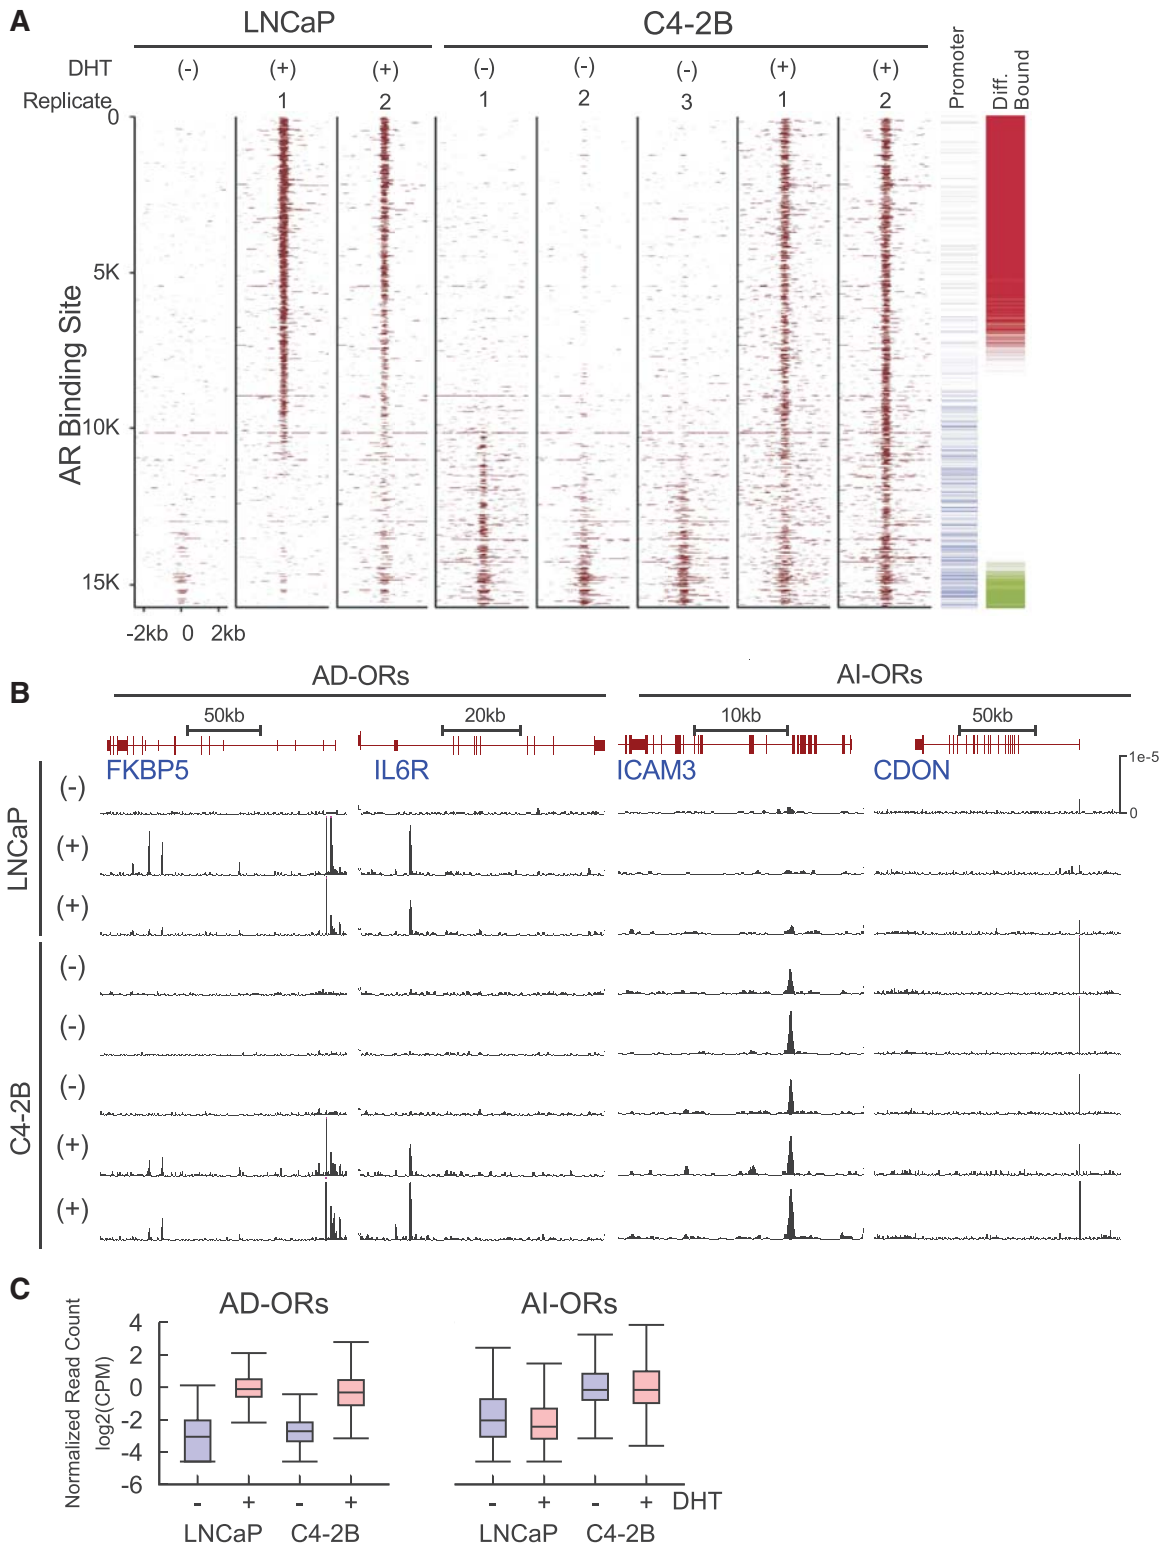 A
LNCaP C4-2B
DHT (-) (+) (+) (-) (-) (-) (+) (+)
Replicate 1 2 1 2 3 1 2
Promoter
Diff. Bound
AR Binding Site
0
5K
10K
15K
-2kb 0 2kb
B
AD-ORs AI-ORs
50kb 20kb 10kb 50kb
FKBP5 IL6R ICAM3 CDON
1e-5
0
LNCaP
(-)
(+)
(+)
C4-2B
(-)
(-)
(-)
(+)
(+)
C
AD-ORs AI-ORs
Normalized Read Count
log2(CPM)
4
2
0
-2
-4
-6
- + - + - + - + DHT
LNCaP C4-2B LNCaP C4-2B